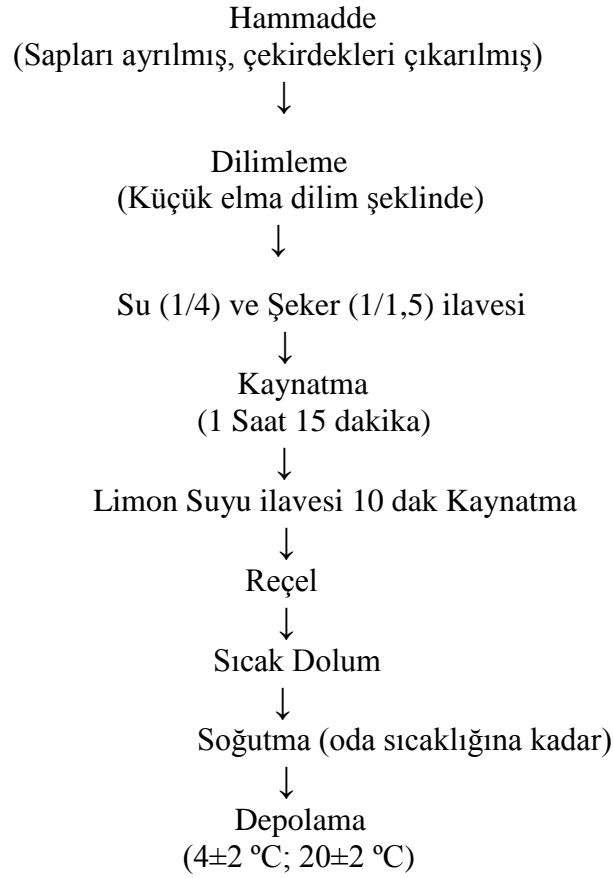 Hammadde
(Sapları ayrılmış, çekirdekleri çıkarılmış)
↓
Dilimleme
(Küçük elma dilim şeklinde)
↓
Su (1/4) ve Şeker (1/1,5) ilavesi
↓
Kaynatma
(1 Saat 15 dakika)
↓
Limon Suyu ilavesi 10 dak Kaynatma
↓
Reçel
↓
Sıcak Dolum
↓
Soğutma (oda sıcaklığına kadar)
↓
Depolama
(4±2 ºC; 20±2 ºC)